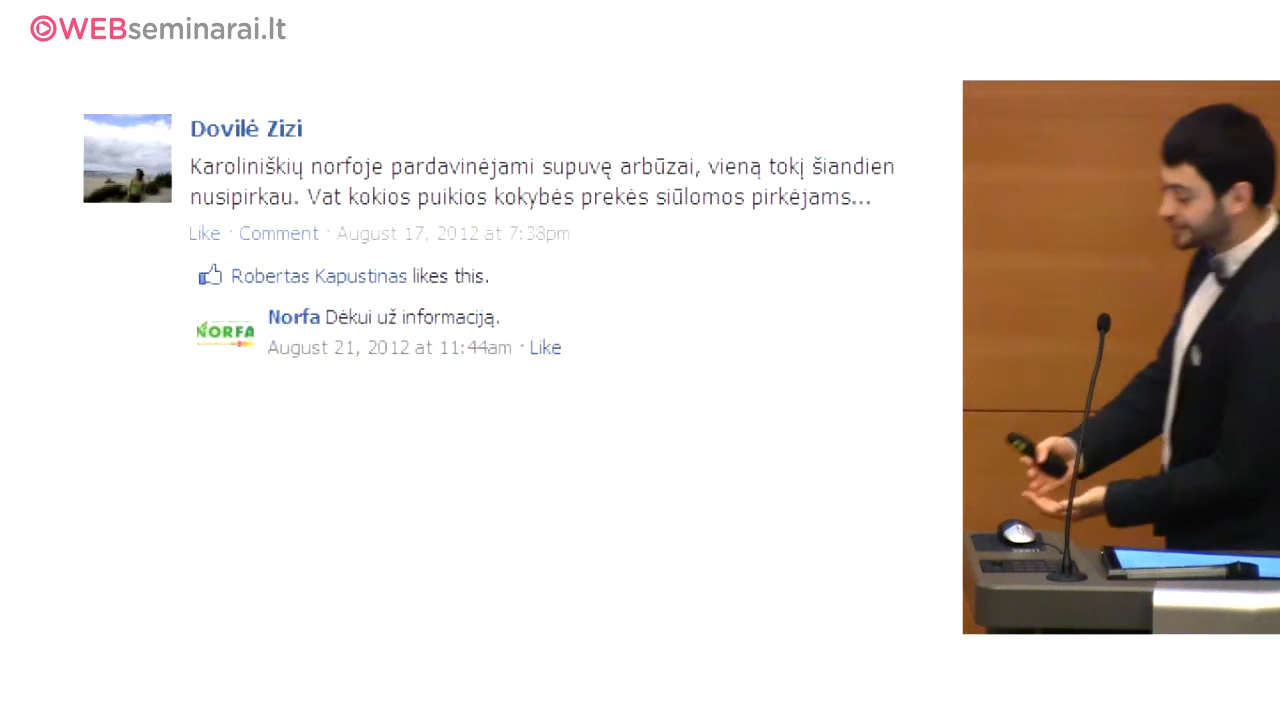 WEBseminarai.lt
Dovilė Zizi
Karoliniškių norfoje pardavinėjami supuvę arbūzai, vieną tokį šiandien
nusipirkau. Vat kokios puikios kokybės prekės siūlomos pirkėjams...
Like · Comment · August 17, 2012 at 7:38pm
Robertas Kapustinas likes this.
NORFA
Norfa Dėkui už informaciją.
August 21, 2012 at 11:44am · Like